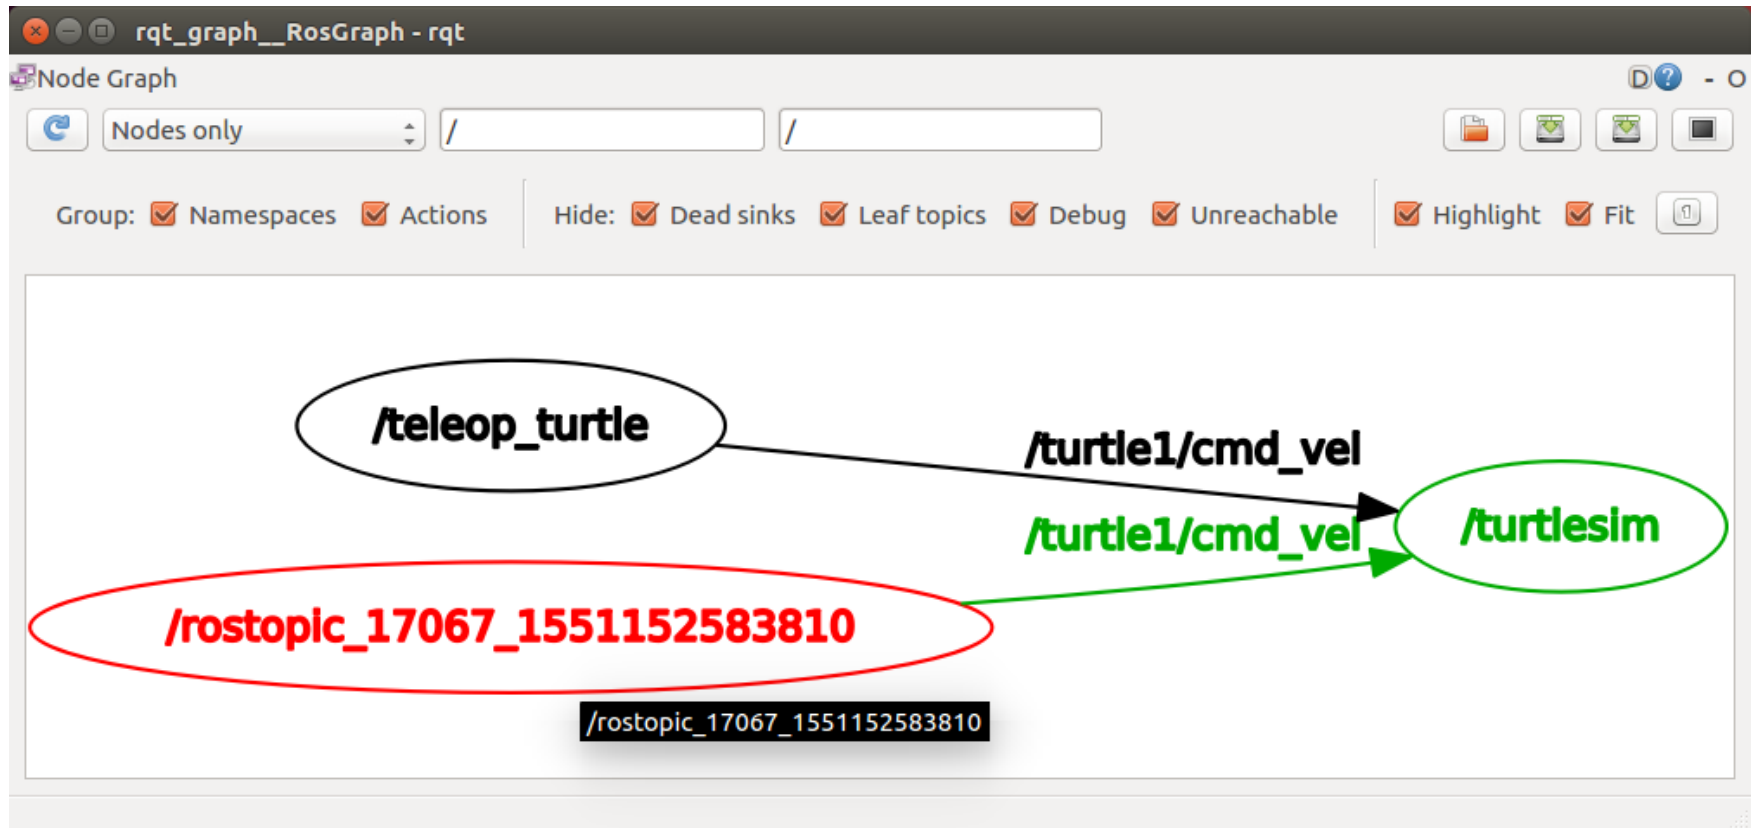 rqt_graph__RosGraph - rqt
Node Graph D ? - O
Nodes only / /
Group: Namespaces Actions Hide: Dead sinks Leaf topics Debug Unreachable Highlight Fit
/teleop_turtle
/turtle1/cmd_vel
/turtle1/cmd_vel
/turtlesim
/rostopic_17067_1551152583810
/rostopic_17067_1551152583810